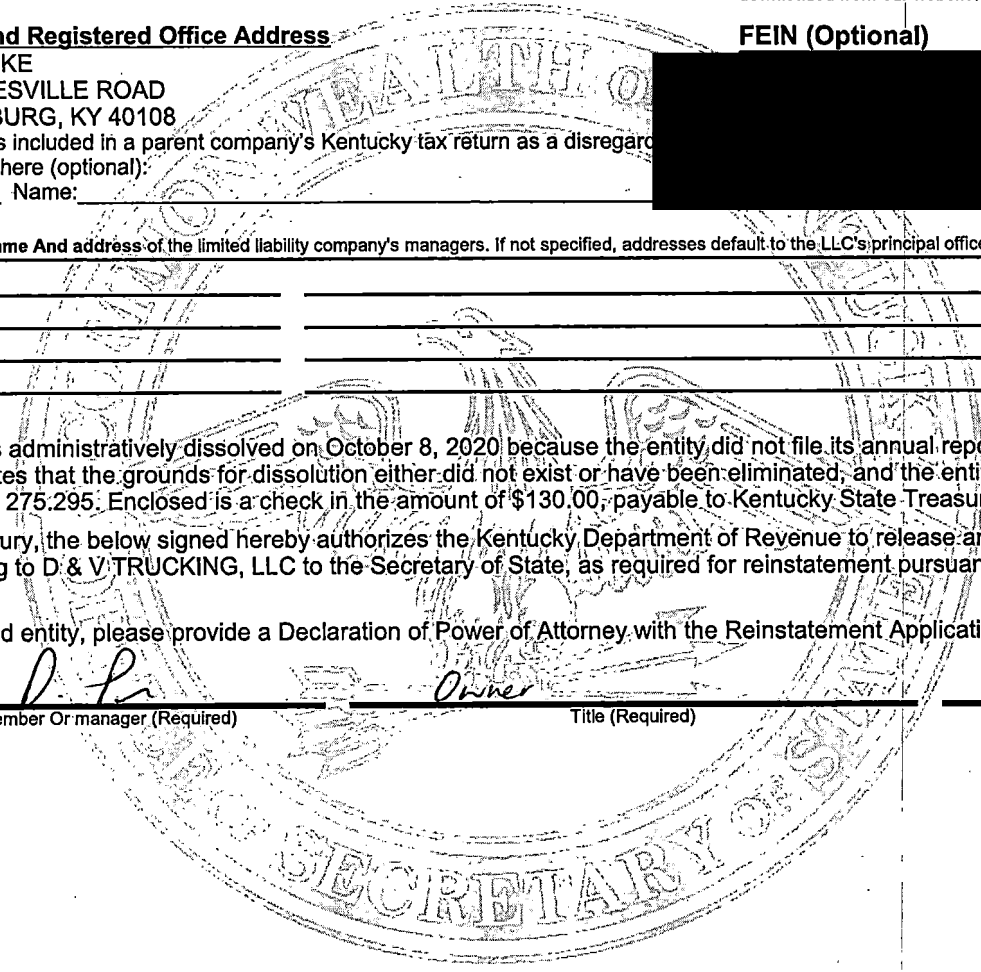 nd Registered Office Address
FEIN (Optional)
KE
ESVILLE ROAD
BURG, KY 40108
s included in a parent company's Kentucky tax return as a disregard
here (optional):
Name:
ame And address of the limited liability company's managers. If not specified, addresses default to the LLC's principal office
s administratively dissolved on October 8, 2020 because the entity did not file its annual repo
tes that the grounds for dissolution either did not exist or have been eliminated, and the enti
275.295. Enclosed is a check in the amount of $130.00, payable to Kentucky State Treasu
ury, the below signed hereby authorizes the Kentucky Department of Revenue to release an
g to D & V TRUCKING, LLC to the Secretary of State, as required for reinstatement pursuan
d entity, please provide a Declaration of Power of Attorney with the Reinstatement Applicati
Owner
ember Or manager (Required)
Title (Required)
SECRETARY OF STATE